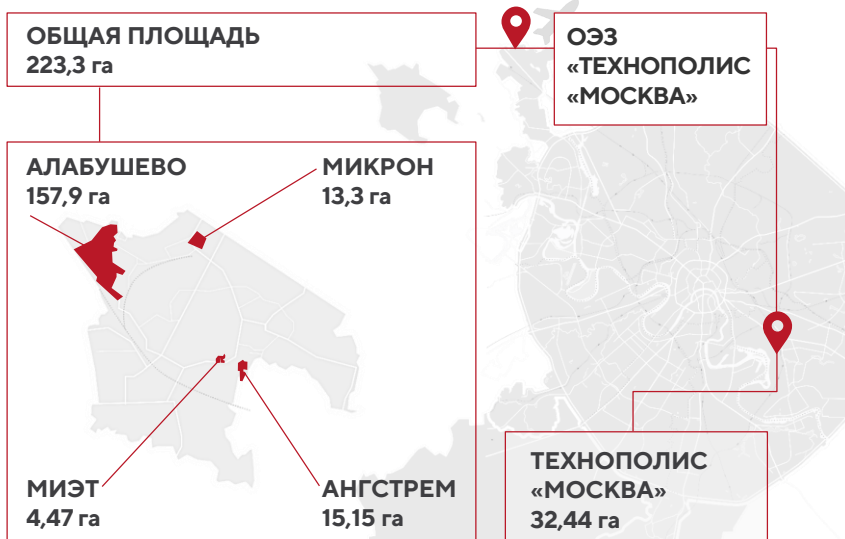 ОБЩАЯ ПЛОЩАДЬ
223,3 га
ОЭЗ
«ТЕХНОПОЛИС
«МОСКВА»
АЛАБУШЕВО
157,9 га
МИКРОН
13,3 га
МИЭТ
4,47 га
АНГСТРЕМ
15,15 га
ТЕХНОПОЛИС
«МОСКВА»
32,44 га